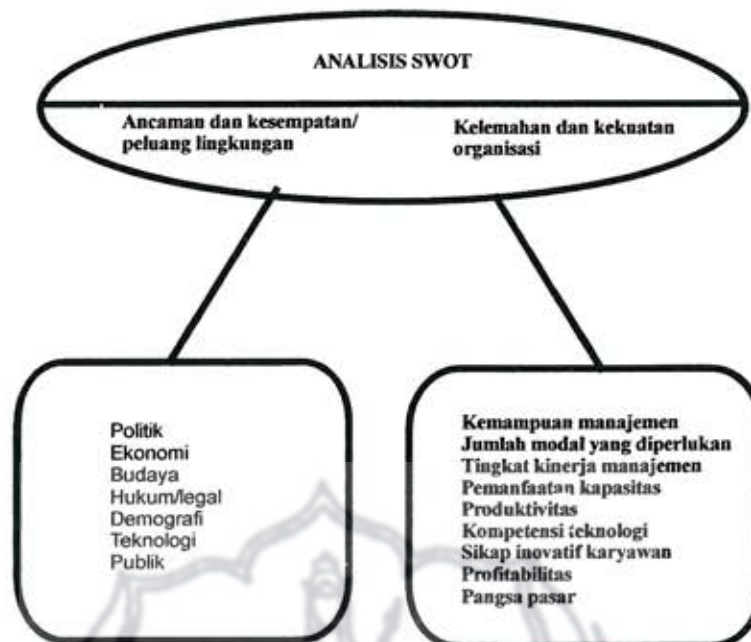 ANALISIS SWOT
Ancaman dan kesempatan/
peluang lingkungan
Kelemahan dan kekuatan
organisasi
Politik
Ekonomi
Budaya
Hukum/legal
Demografi
Teknologi
Publik
Kemampuan manajemen
Jumlah modal yang diperlukan
Tingkat kinerja manajemen
Pemanfaatan kapasitas
Produktivitas
Kompetensi teknologi
Sikap inovatif karyawan
Profitabilitas
Pangsa pasar